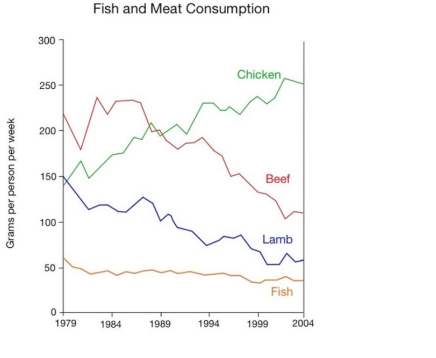 Fish and Meat Consumption
Grams per person per week
300
250
200
150
100
50
0
Chicken
Beef
Lamb
Fish
1979 1984 1989 1994 1999 2004